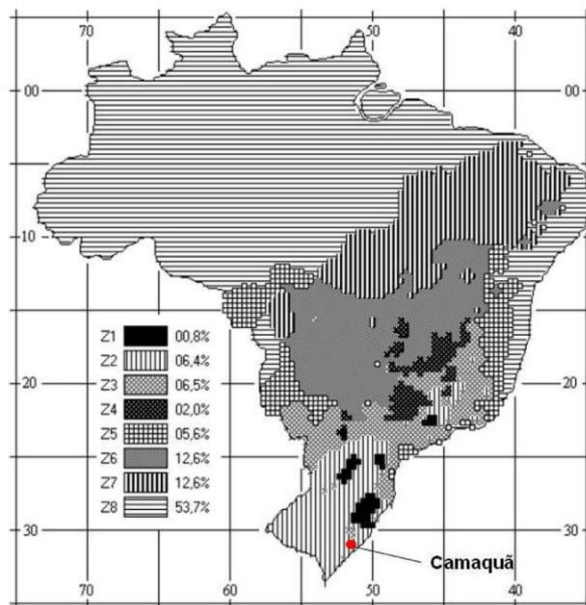 70 50 40
00 00
10 10
Z1 00,8%
Z2 06,4%
Z3 06,5%
Z4 02,0%
Z5 05,6%
Z6 12,6%
Z7 12,6%
Z8 53,7%
20 20
30 30
Camaquã
70 60 50 40